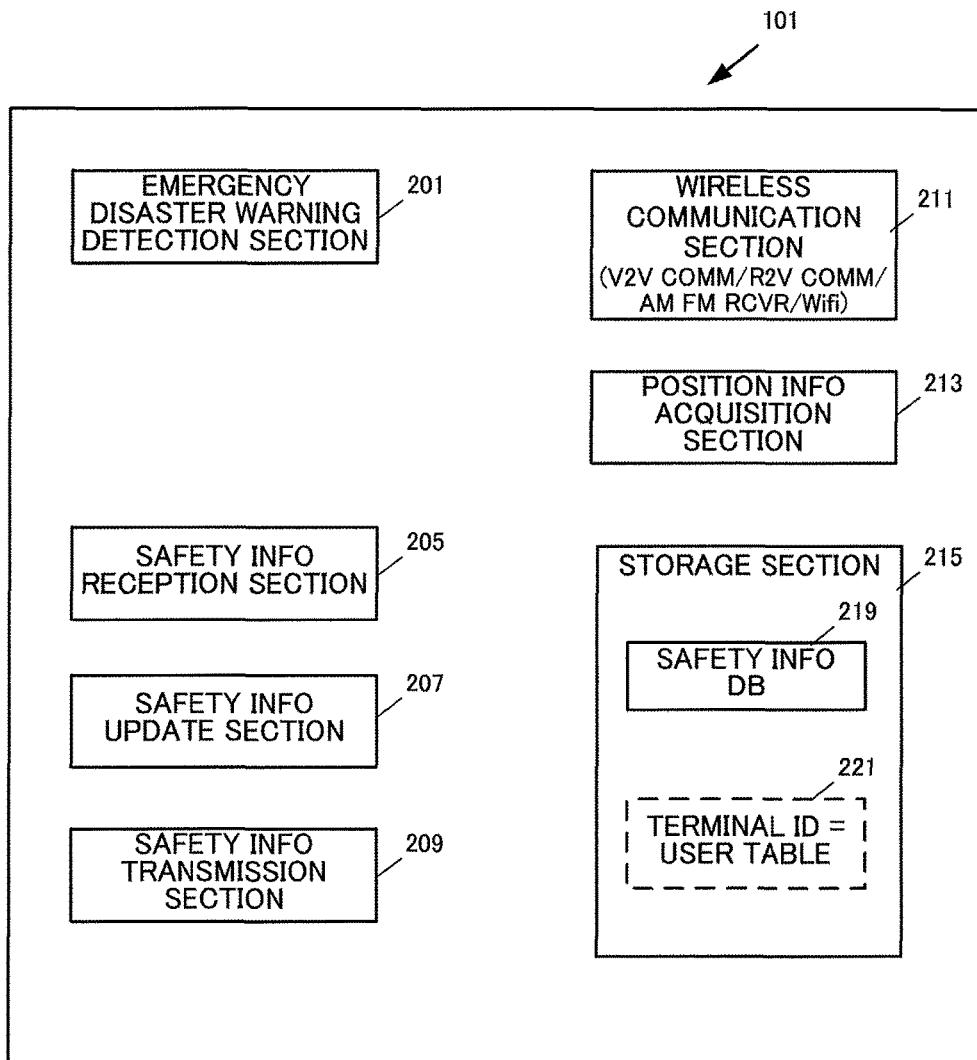 101
EMERGENCY
DISASTER WARNING
DETECTION SECTION
201
WIRELESS
COMMUNICATION
SECTION
(V2V COMM/R2V COMM/
AM FM RCVR/Wifi)
211
POSITION INFO
ACQUISITION
SECTION
213
SAFETY INFO
RECEPTION SECTION
205
STORAGE SECTION
215
219
SAFETY INFO
DB
SAFETY INFO
UPDATE SECTION
207
221
TERMINAL ID =
USER TABLE
SAFETY INFO
TRANSMISSION
SECTION
209